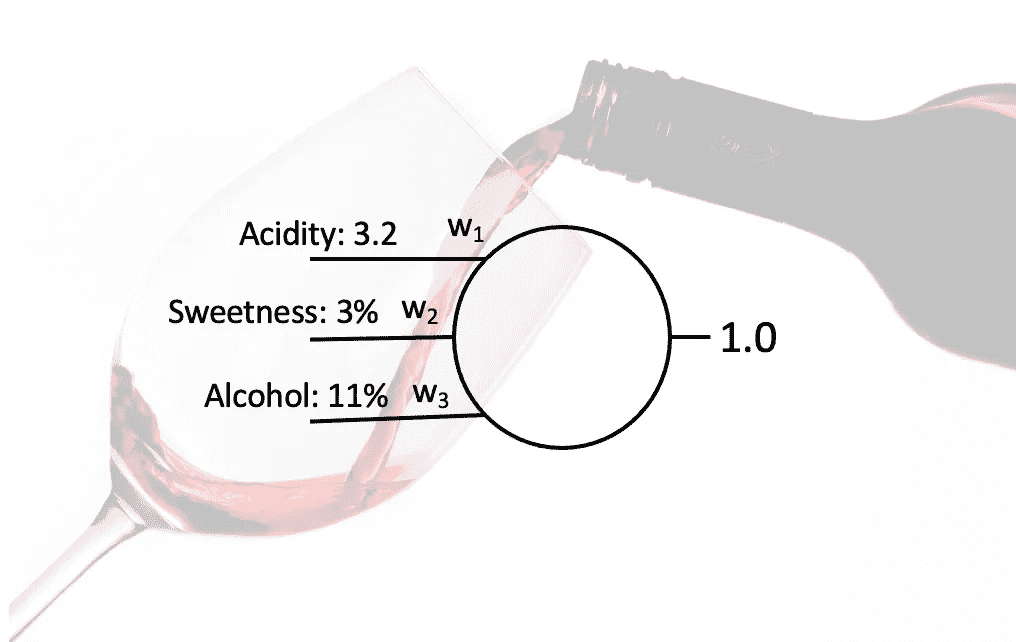 Acidity: 3.2 w₁
Sweetness: 3% w₂
1.0
Alcohol: 11% w₃